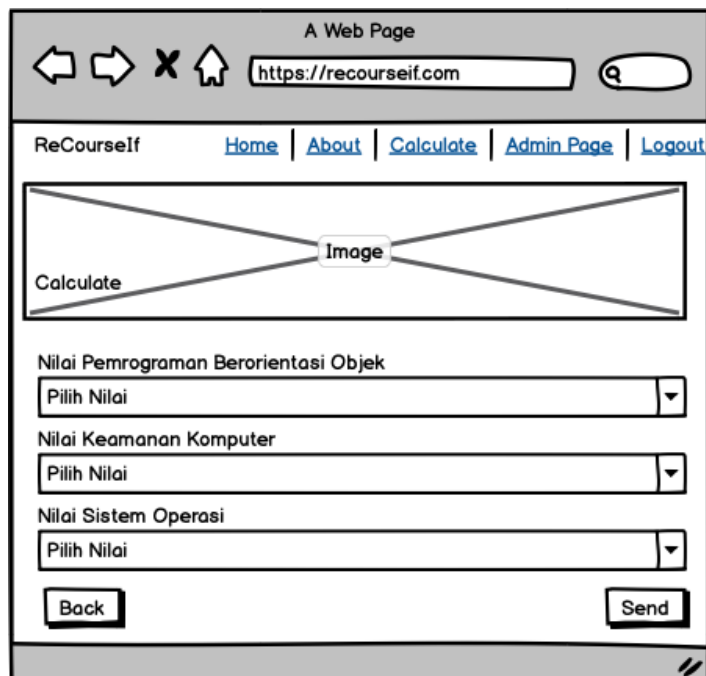 A Web Page
https://recourseif.com
ReCourseIf Home About Calculate Admin Page Logout
Image
Calculate
Nilai Pemrograman Berorientasi Objek
Pilih Nilai
Nilai Keamanan Komputer
Pilih Nilai
Nilai Sistem Operasi
Pilih Nilai
Back Send